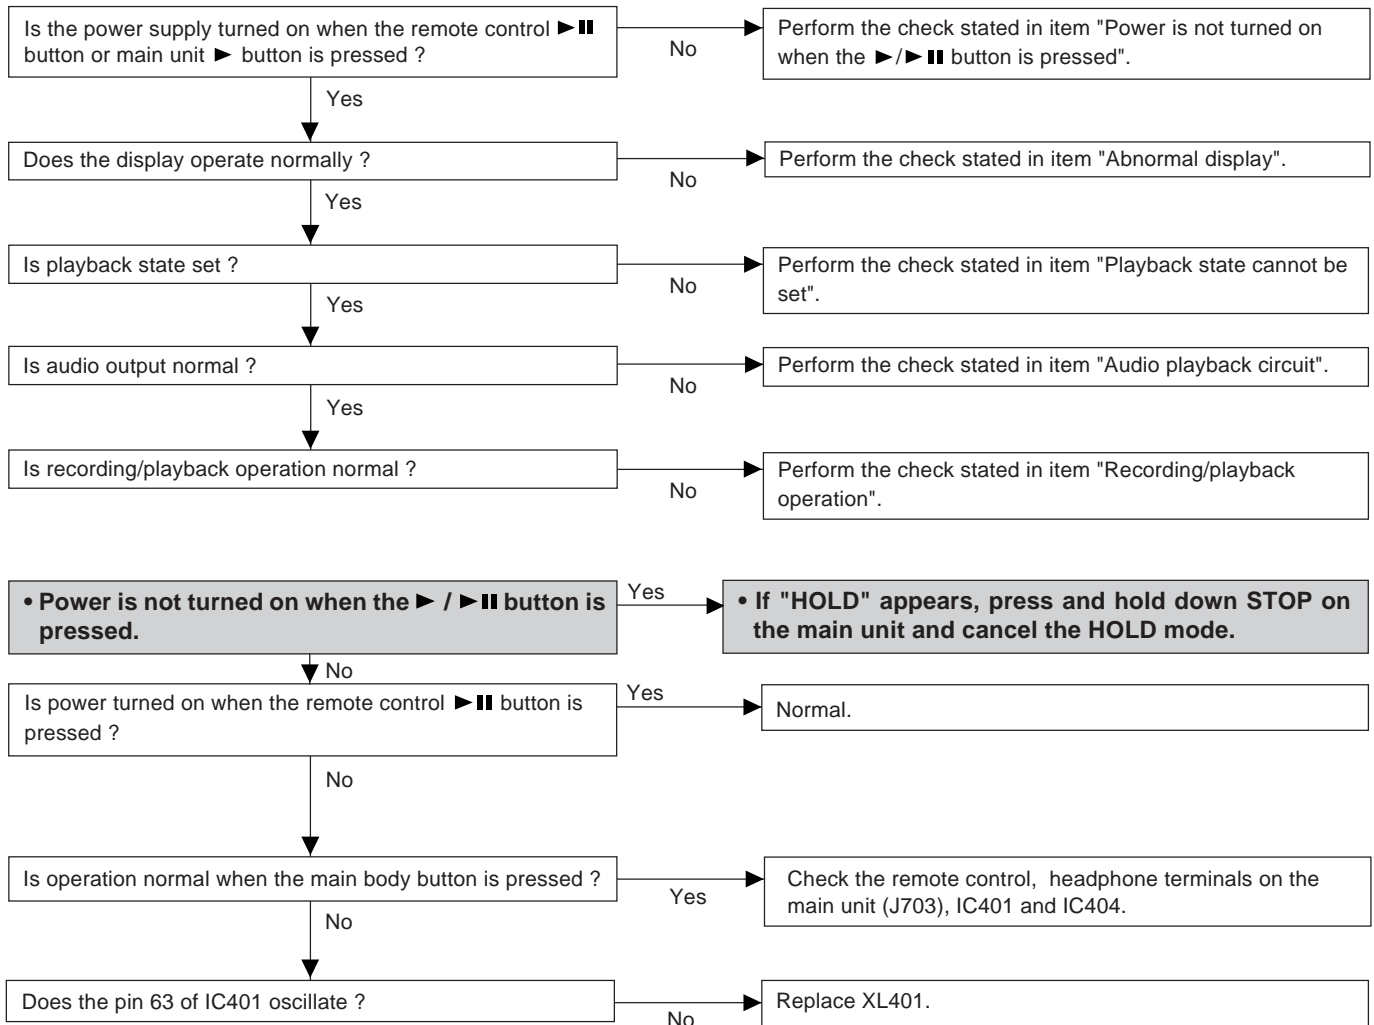 Is the power supply turned on when the remote control ►II
button or main unit ► button is pressed ?
No
Perform the check stated in item "Power is not turned on
when the ►/►II button is pressed".
Yes
Does the display operate normally ?
No
Perform the check stated in item "Abnormal display".
Yes
Is playback state set ?
No
Perform the check stated in item "Playback state cannot be
set".
Yes
Is audio output normal ?
No
Perform the check stated in item "Audio playback circuit".
Yes
Is recording/playback operation normal ?
No
Perform the check stated in item "Recording/playback
operation".
• Power is not turned on when the ► / ►II button is
pressed.
Yes
• If "HOLD" appears, press and hold down STOP on
the main unit and cancel the HOLD mode.
No
Is power turned on when the remote control ►II button is
pressed ?
Yes
Normal.
No
Is operation normal when the main body button is pressed ?
Yes
Check the remote control, headphone terminals on the
main unit (J703), IC401 and IC404.
No
Does the pin 63 of IC401 oscillate ?
No
Replace XL401.